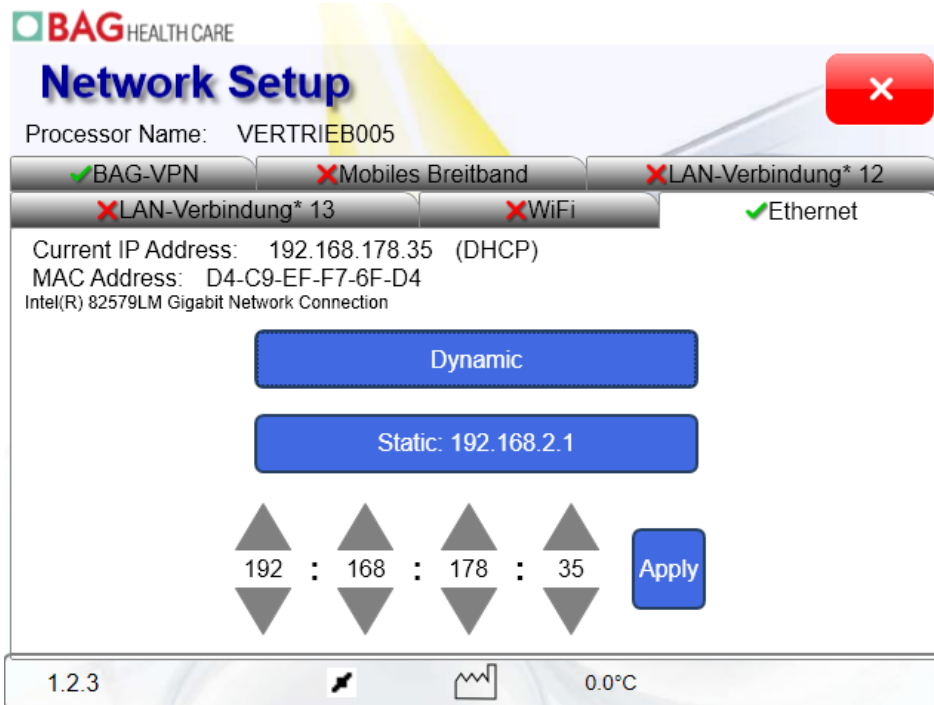 BAG HEALTH CARE
Network Setup
Processor Name: VERTRIEB005
BAG-VPN Mobiles Breitband LAN-Verbindung* 12
LAN-Verbindung* 13 WiFi Ethernet
Current IP Address: 192.168.178.35 (DHCP)
MAC Address: D4-C9-EF-F7-6F-D4
Intel(R) 82579LM Gigabit Network Connection
Dynamic
Static: 192.168.2.1
192 : 168 : 178 : 35 Apply
1.2.3 0.0°C